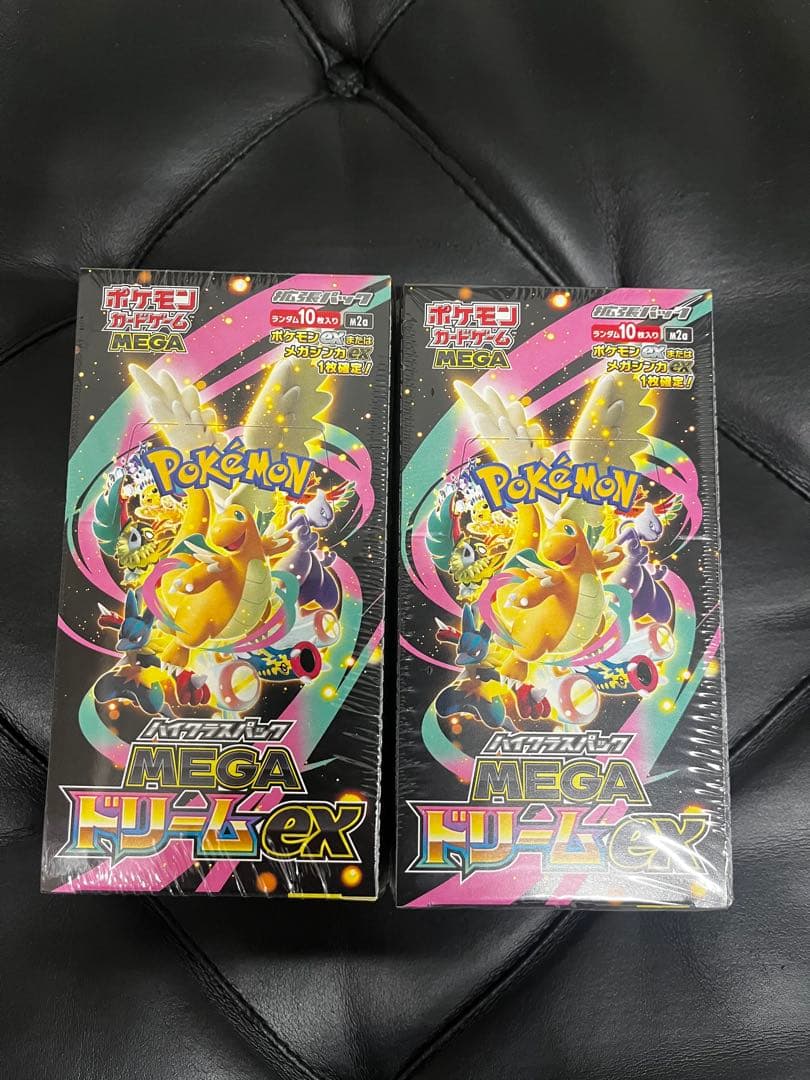 ポケモン
カードゲーム
MEGA
拡張パック
ランダム10枚入り
M2a
ポケモンexまたは
メガシンカex
1枚確定!
POKéMON
ハイクラスパック
MEGA
ドリームex
ポケモン
カードゲーム
MEGA
拡張パック
ランダム10枚入り
M2a
ポケモンexまたは
メガシンカex
1枚確定!
POKéMON
ハイクラスパック
MEGA
ドリームex